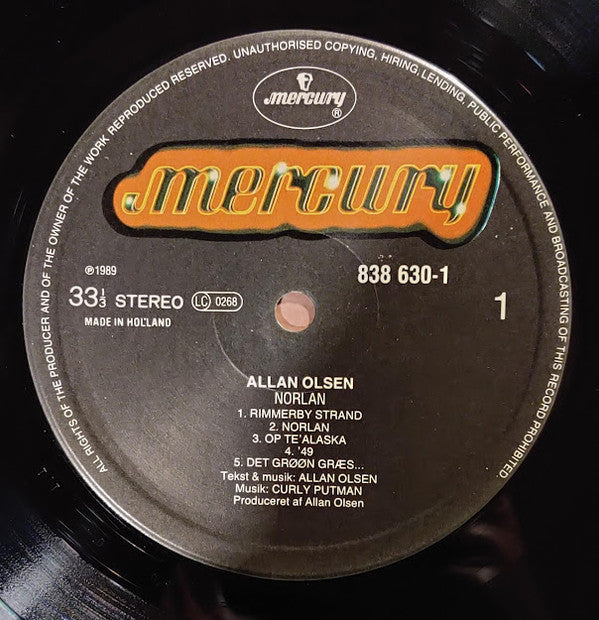 ALL RIGHTS OF THE PRODUCER AND OF THE OWNER OF THE WORK REPRODUCED RESERVED. UNAUTHORISED COPYING, HIRING, LENDING, PUBLIC PERFORMANCE AND BROADCASTING OF THIS RECORD PROHIBITED.
mercury
®
mercury
℗1989
838 630-1
33⅓ STEREO LC 0268
1
MADE IN HOLLAND
ALLAN OLSEN
NORLAN
1. RIMMERBY STRAND
2. NORLAN
3. OP TE'ALASKA
4. '49
5. DET GRØØN GRÆS...
Tekst & musik: ALLAN OLSEN
Musik: CURLY PUTMAN
Produceret af Allan Olsen